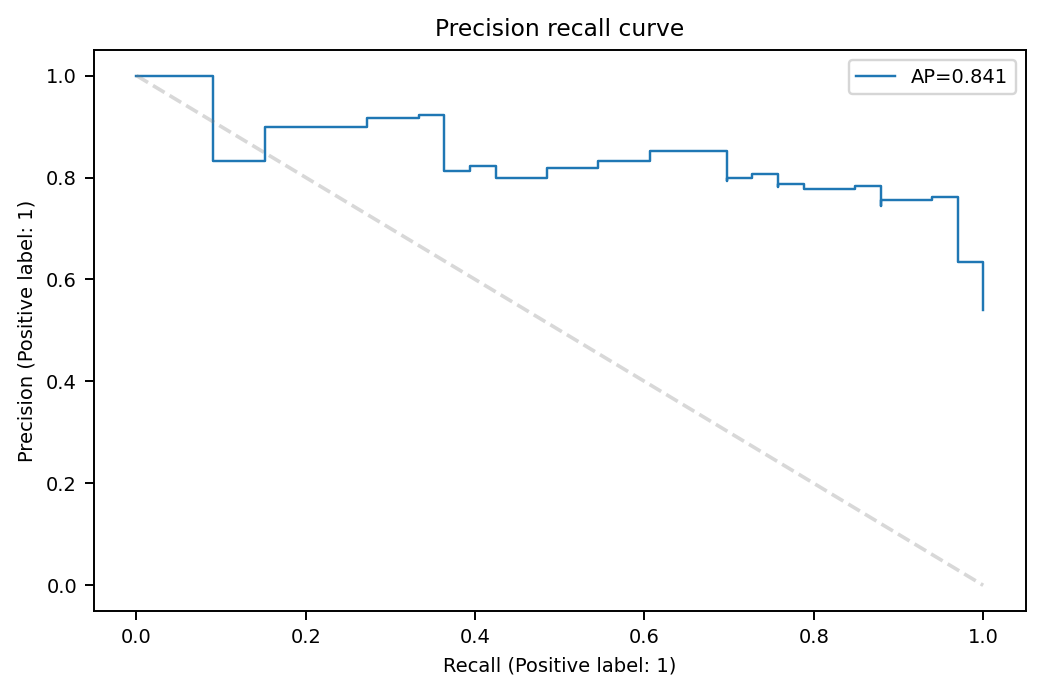 Precision recall curve
AP=0.841
Precision (Positive label: 1)
1.0
0.8
0.6
0.4
0.2
0.0
0.0 0.2 0.4 0.6 0.8 1.0
Recall (Positive label: 1)